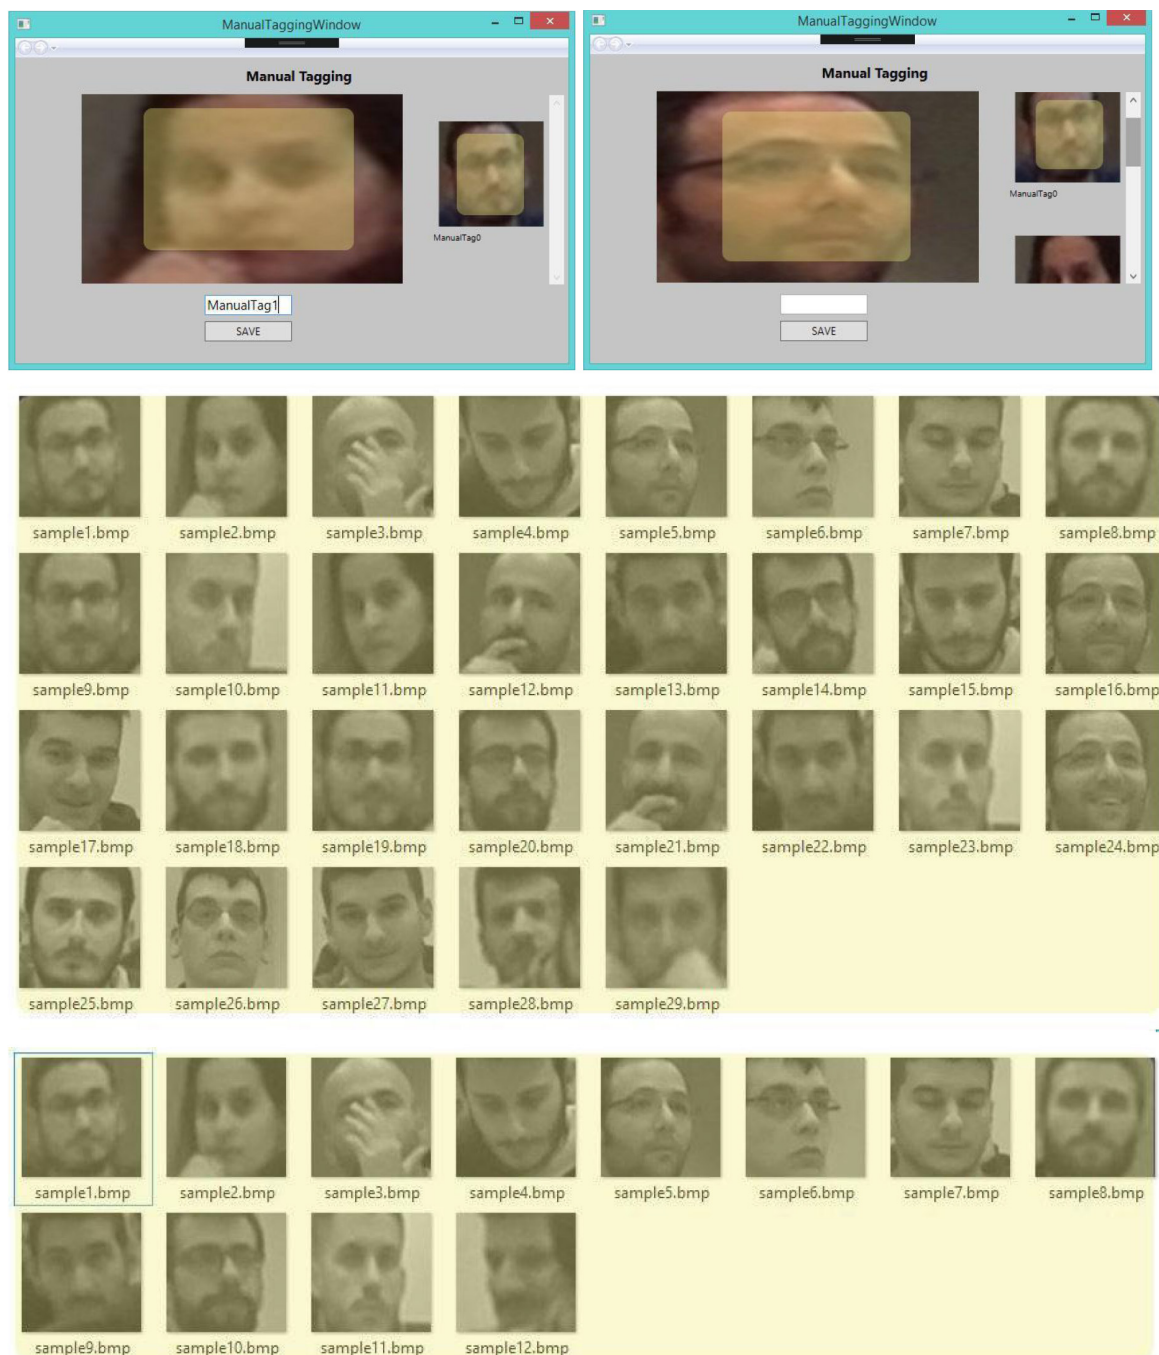 ManualTaggingWindow
Manual Tagging
ManualTag0
ManualTag1
SAVE
ManualTaggingWindow
Manual Tagging
ManualTag0
SAVE
sample1.bmp sample2.bmp sample3.bmp sample4.bmp sample5.bmp sample6.bmp sample7.bmp sample8.bmp
sample9.bmp sample10.bmp sample11.bmp sample12.bmp sample13.bmp sample14.bmp sample15.bmp sample16.bmp
sample17.bmp sample18.bmp sample19.bmp sample20.bmp sample21.bmp sample22.bmp sample23.bmp sample24.bmp
sample25.bmp sample26.bmp sample27.bmp sample28.bmp sample29.bmp
sample1.bmp sample2.bmp sample3.bmp sample4.bmp sample5.bmp sample6.bmp sample7.bmp sample8.bmp
sample9.bmp sample10.bmp sample11.bmp sample12.bmp